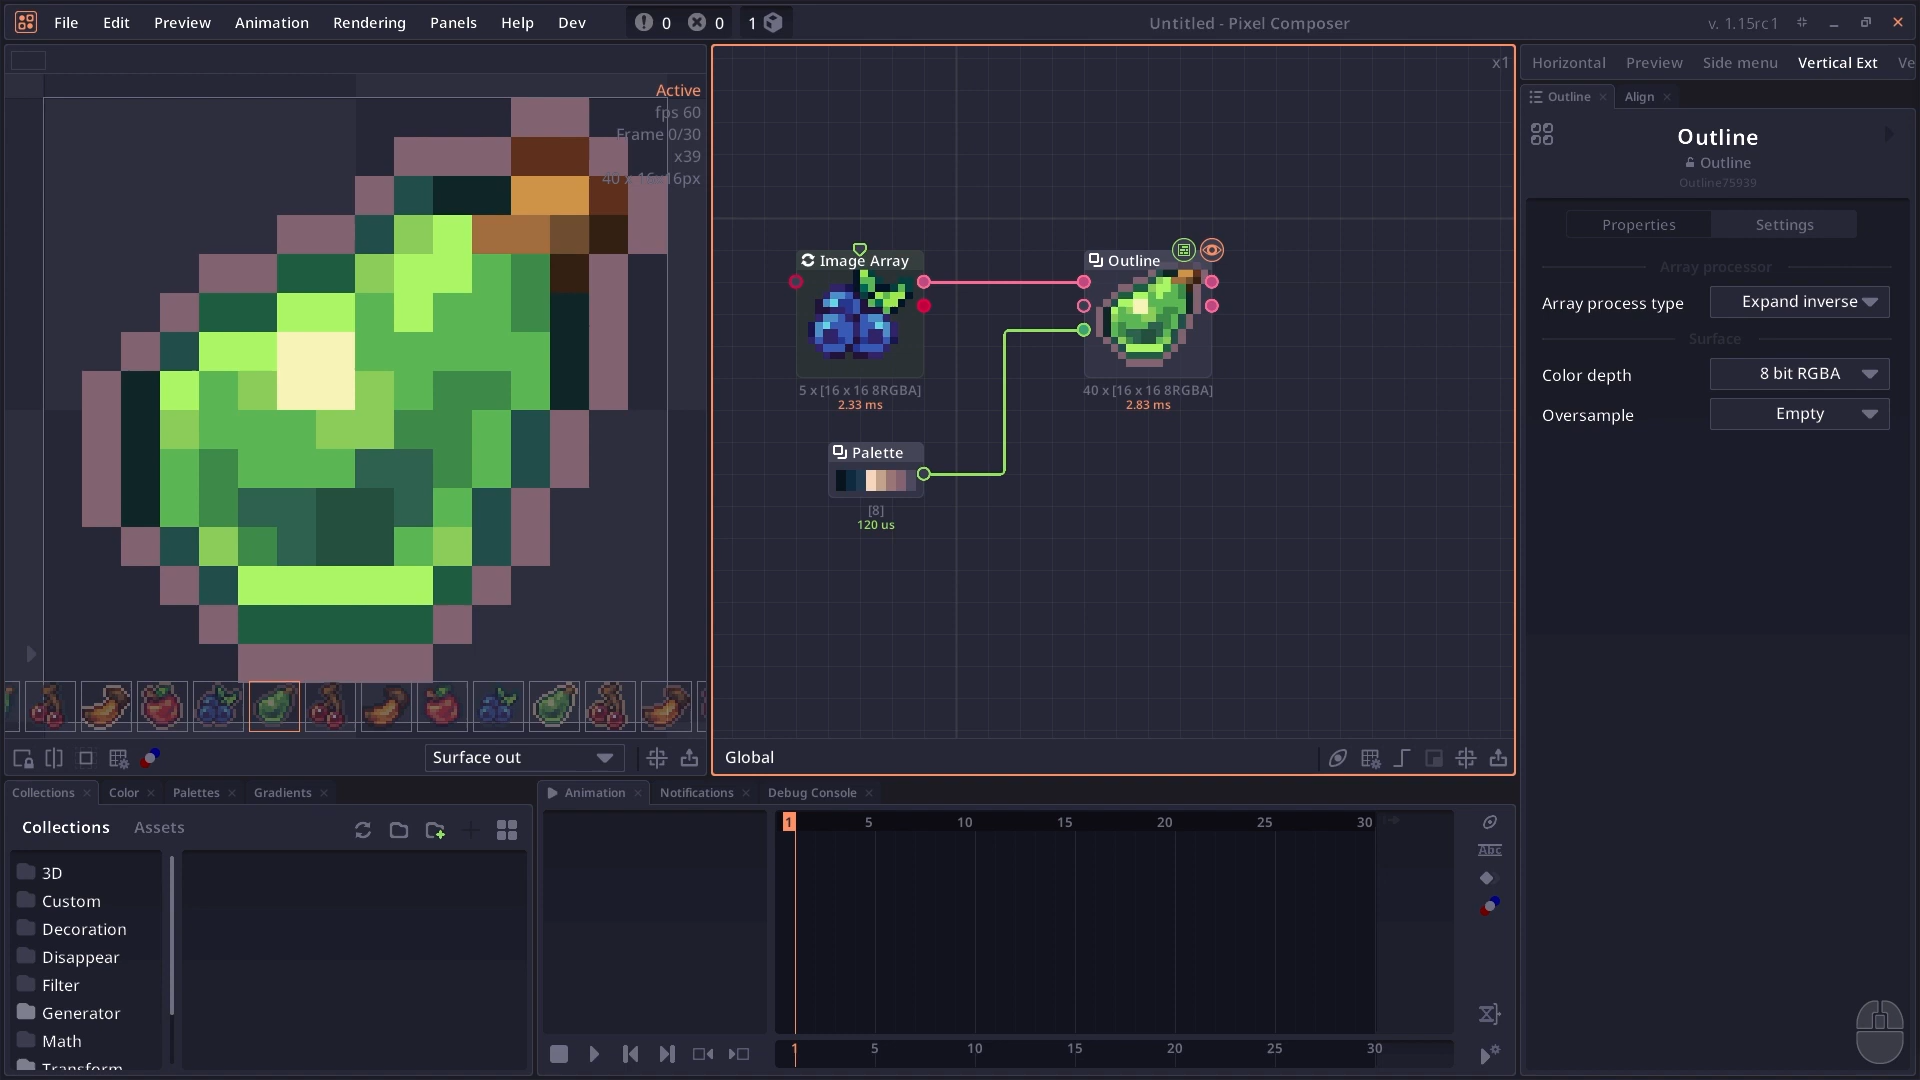 File Edit Preview Animation Rendering Panels Help Dev 0 0 1 Untitled - Pixel Composer v. 1.15rc1
x1
Horizontal Preview Side menu Vertical Ext Ve
Active
fps 60
Frame 0/30
x39
40 x 16x16px
Outline Align
Outline
Outline
Outline75939
Properties Settings
Array processor
Array process type Expand inverse
Surface
Color depth 8 bit RGBA
Oversample Empty
Image Array
5 x [16 x 16 8RGBA]
2.33 ms
Outline
40 x [16 x 16 8RGBA]
2.83 ms
Palette
[8]
120 us
Surface out
Global
Collections Color Palettes Gradients
Collections Assets
3D
Custom
Decoration
Disappear
Filter
Generator
Math
Transform
Animation Notifications Debug Console
1 5 10 15 20 25 30
Abc
1 5 10 15 20 25 30